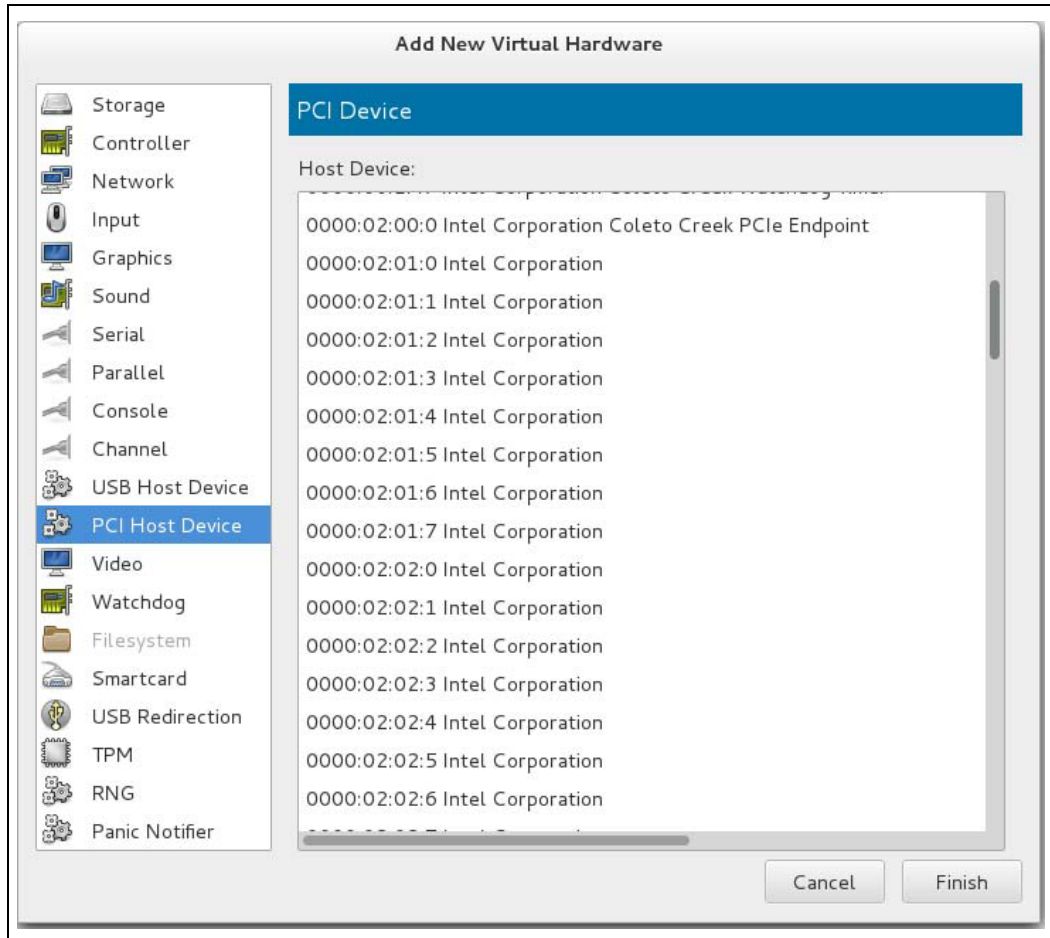 Add New Virtual Hardware
Storage
Controller
Network
Input
Graphics
Sound
Serial
Parallel
Console
Channel
USB Host Device
PCI Host Device
Video
Watchdog
Filesystem
Smartcard
USB Redirection
TPM
RNG
Panic Notifier
PCI Device
Host Device:
0000:02:00:0 Intel Corporation Coleto Creek PCIe Endpoint
0000:02:01:0 Intel Corporation
0000:02:01:1 Intel Corporation
0000:02:01:2 Intel Corporation
0000:02:01:3 Intel Corporation
0000:02:01:4 Intel Corporation
0000:02:01:5 Intel Corporation
0000:02:01:6 Intel Corporation
0000:02:01:7 Intel Corporation
0000:02:02:0 Intel Corporation
0000:02:02:1 Intel Corporation
0000:02:02:2 Intel Corporation
0000:02:02:3 Intel Corporation
0000:02:02:4 Intel Corporation
0000:02:02:5 Intel Corporation
0000:02:02:6 Intel Corporation
Cancel
Finish